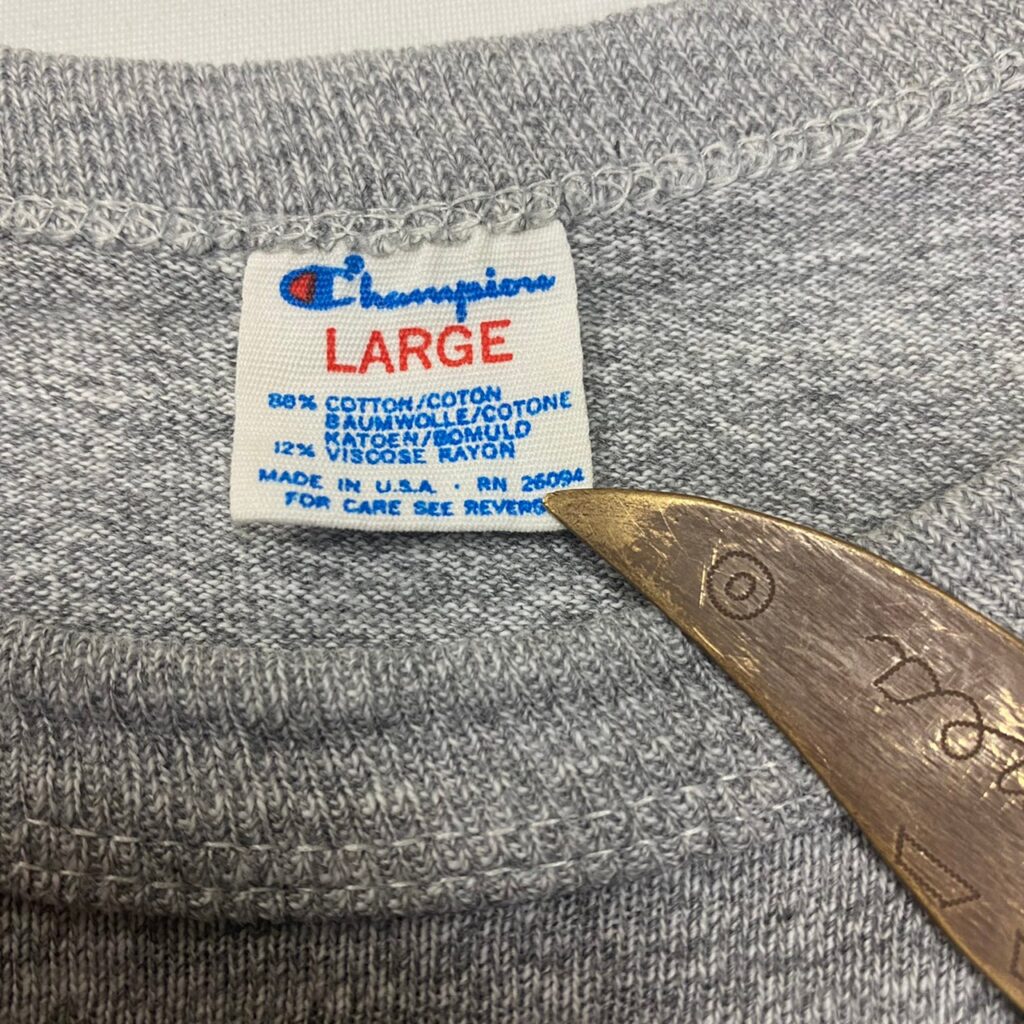 Champion
LARGE
88% COTTON/COTON
BAUMWOLLE/COTONE
KATOEN/BOMULD
12% VISCOSE RAYON
MADE IN U.S.A. · RN 26094
FOR CARE SEE